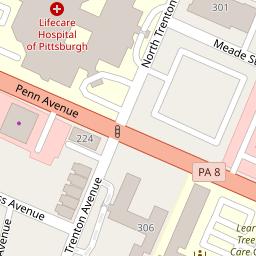 Lifecare
Hospital
of Pittsburgh
301
Meade St
North Trenton
Penn Avenue
224
PA 8
ss Avenue
Trenton Avenue
306
Lear
Tree
Care C